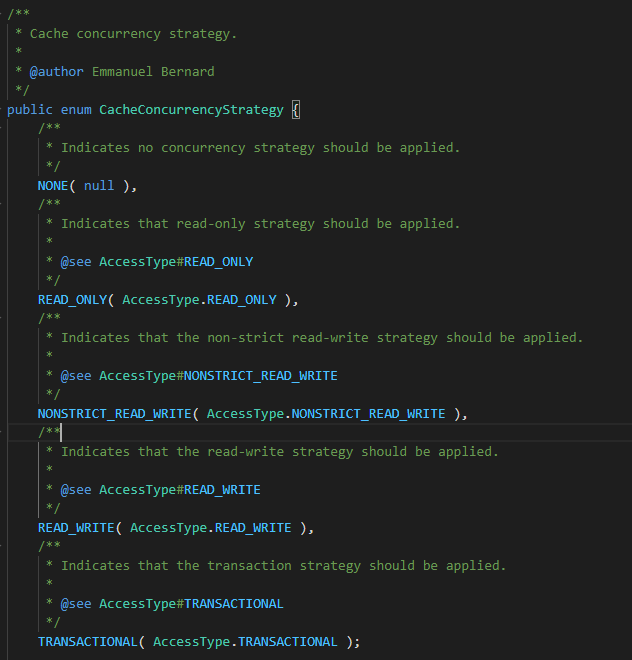 /**
 * Cache concurrency strategy.
 *
 * @author Emmanuel Bernard
 */
public enum CacheConcurrencyStrategy {
    /**
     * Indicates no concurrency strategy should be applied.
     */
    NONE( null ),
    /**
     * Indicates that read-only strategy should be applied.
     *
     * @see AccessType#READ_ONLY
     */
    READ_ONLY( AccessType.READ_ONLY ),
    /**
     * Indicates that the non-strict read-write strategy should be applied.
     *
     * @see AccessType#NONSTRICT_READ_WRITE
     */
    NONSTRICT_READ_WRITE( AccessType.NONSTRICT_READ_WRITE ),
    /**
     * Indicates that the read-write strategy should be applied.
     *
     * @see AccessType#READ_WRITE
     */
    READ_WRITE( AccessType.READ_WRITE ),
    /**
     * Indicates that the transaction strategy should be applied.
     *
     * @see AccessType#TRANSACTIONAL
     */
    TRANSACTIONAL( AccessType.TRANSACTIONAL );